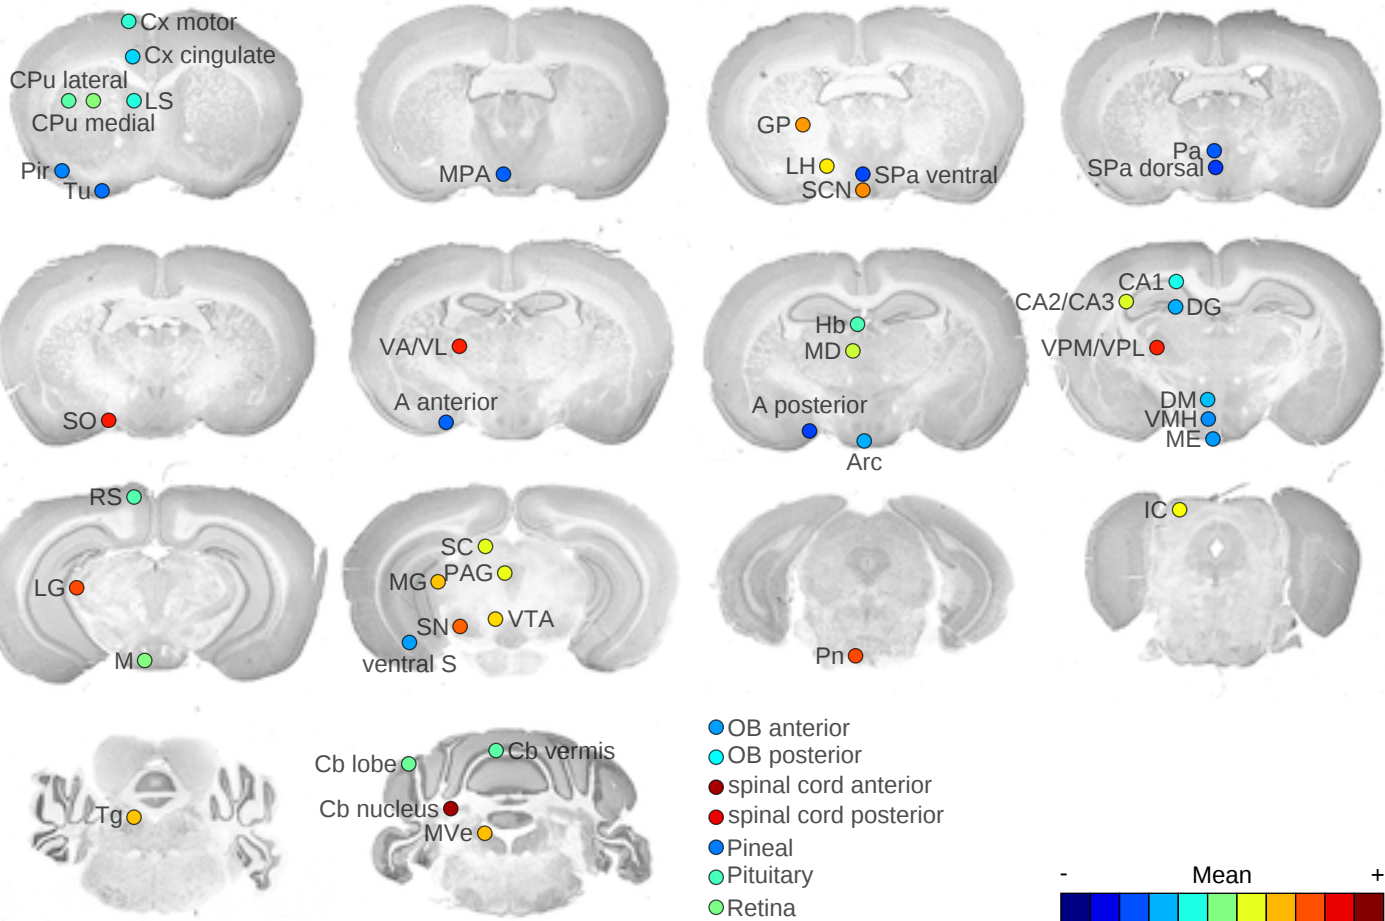 Cx motor
Cx cingulate
CPu lateral
LS
CPu medial
Pir
Tu
MPA
GP
LH
SPa ventral
SCN
Pa
SPa dorsal
SO
VA/VL
A anterior
Hb
MD
A posterior
Arc
CA1
CA2/CA3
DG
VPM/VPL
DM
VMH
ME
RS
LG
M
SC
MG
PAG
SN
VTA
ventral S
Pn
IC
Tg
Cb lobe
Cb vermis
Cb nucleus
MVe
OB anterior
OB posterior
spinal cord anterior
spinal cord posterior
Pineal
Pituitary
Retina
- Mean +